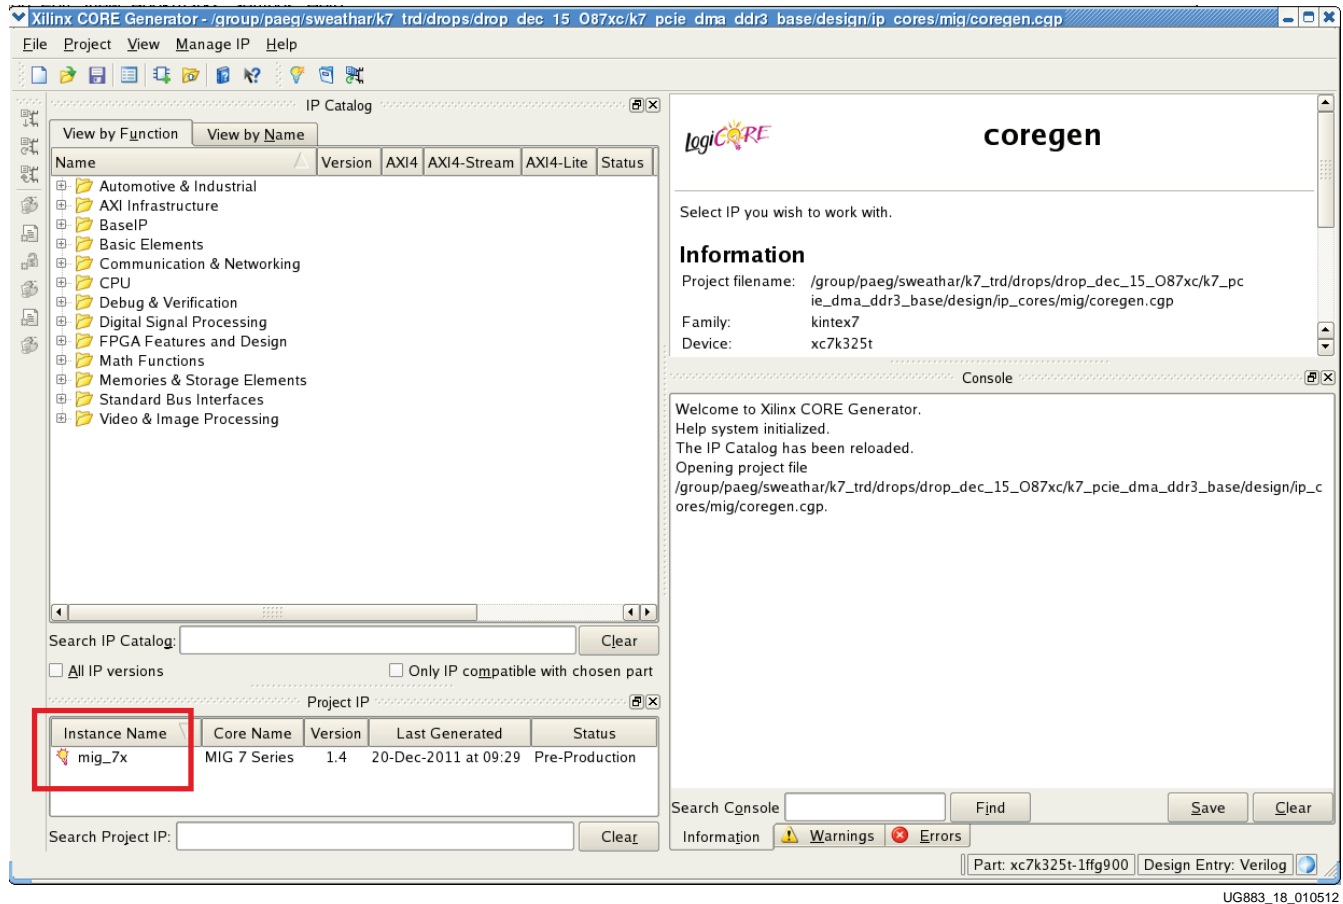 Xilinx CORE Generator - /group/paeg/sweathar/k7_trd/drops/drop_dec_15_O87xc/k7_pcie_dma_ddr3_base/design/ip_cores/mig/coregen.cgp
File Project View Manage IP Help
IP Catalog
View by Function View by Name
Name Version AXI4 AXI4-Stream AXI4-Lite Status
Automotive & Industrial
AXI Infrastructure
BaseIP
Basic Elements
Communication & Networking
CPU
Debug & Verification
Digital Signal Processing
FPGA Features and Design
Math Functions
Memories & Storage Elements
Standard Bus Interfaces
Video & Image Processing
Search IP Catalog: Clear
All IP versions Only IP compatible with chosen part
Project IP
Instance Name Core Name Version Last Generated Status
mig_7x MIG 7 Series 1.4 20-Dec-2011 at 09:29 Pre-Production
Search Project IP: Clear
logiCORE
coregen
Select IP you wish to work with.
Information
Project filename: /group/paeg/sweathar/k7_trd/drops/drop_dec_15_O87xc/k7_pc
ie_dma_ddr3_base/design/ip_cores/mig/coregen.cgp
Family: kintex7
Device: xc7k325t
Console
Welcome to Xilinx CORE Generator.
Help system initialized.
The IP Catalog has been reloaded.
Opening project file
/group/paeg/sweathar/k7_trd/drops/drop_dec_15_O87xc/k7_pcie_dma_ddr3_base/design/ip_c
ores/mig/coregen.cgp.
Search Console Find Save Clear
Information Warnings Errors
Part: xc7k325t-1ffg900 Design Entry: Verilog
UG883_18_010512